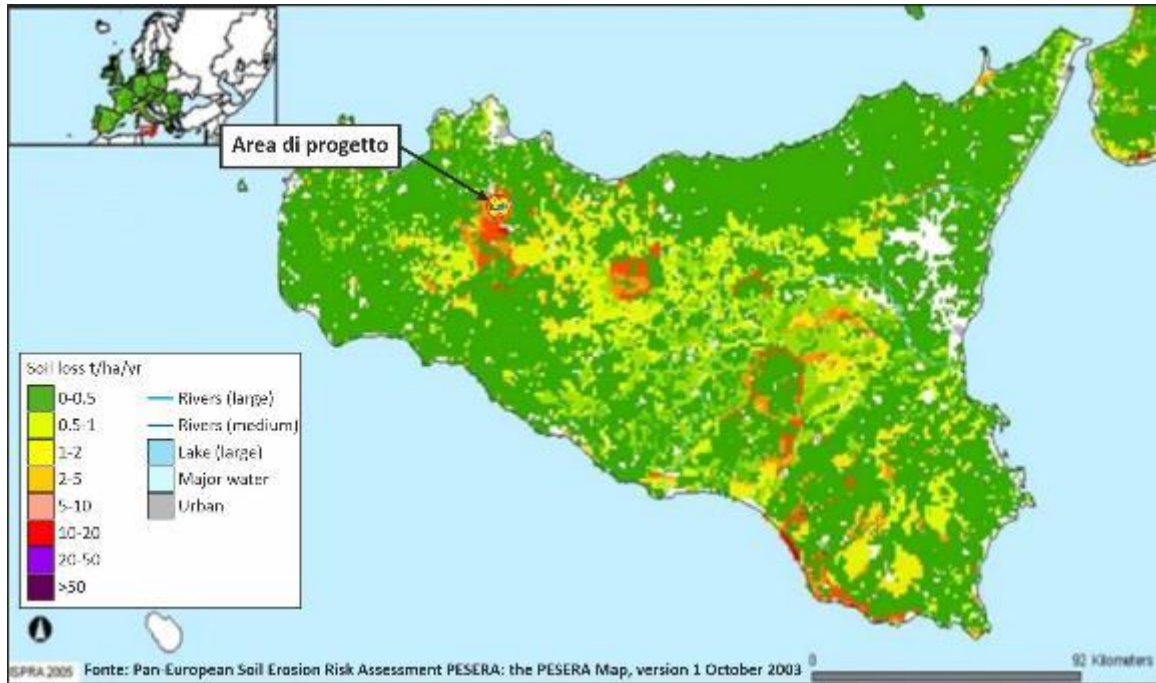 Area di progetto
Soil loss t/ha/yr
0-0.5
0.5-1
1-2
2-5
5-10
10-20
20-50
>50
Rivers (large)
Rivers (medium)
Lake (large)
Major water
Urban
ISPRA 2005
Fonte: Pan-European Soil Erosion Risk Assessment PESERA: the PESERA Map, version 1 October 2003
0
92 Kilometers